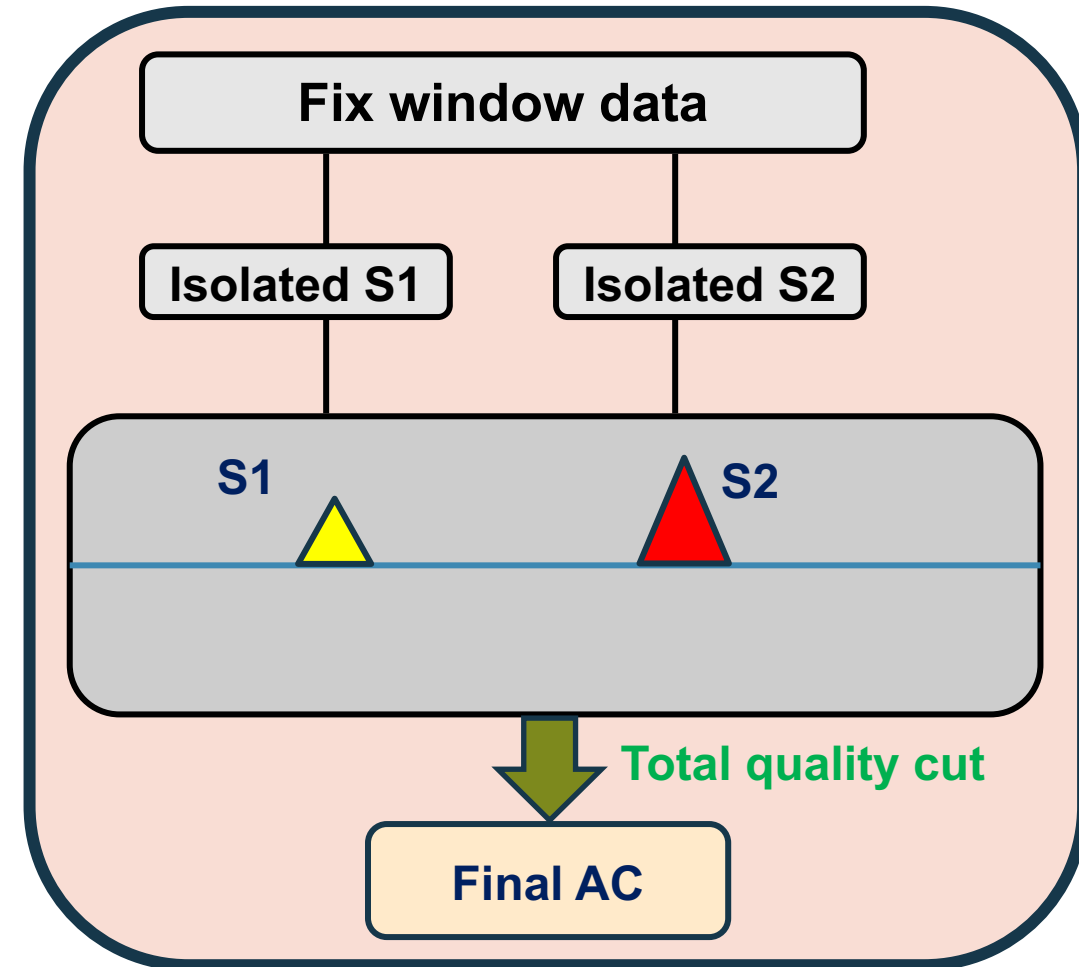 Fix window data
Isolated S1
Isolated S2
S1
S2
Total quality cut
Final AC